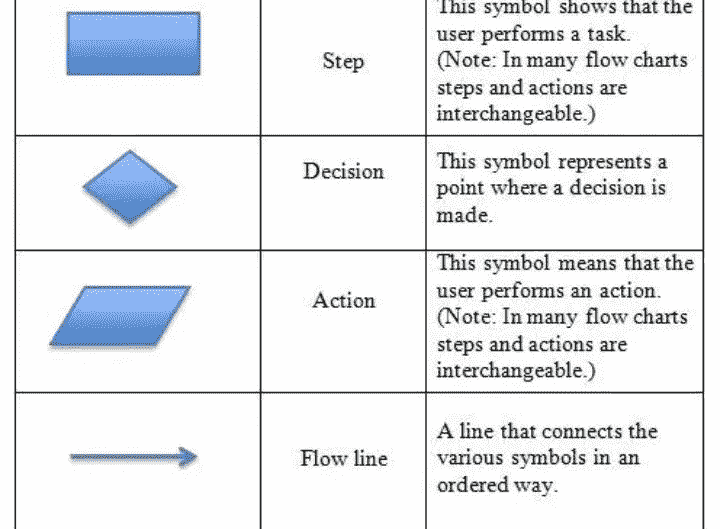 This symbol shows that the
user performs a task.
(Note: In many flow charts
steps and actions are
interchangeable.)
Step
Decision
This symbol represents a
point where a decision is
made.
This symbol means that the
user performs an action.
(Note: In many flow charts
steps and actions are
interchangeable.)
Action
Flow line
A line that connects the
various symbols in an
ordered way.